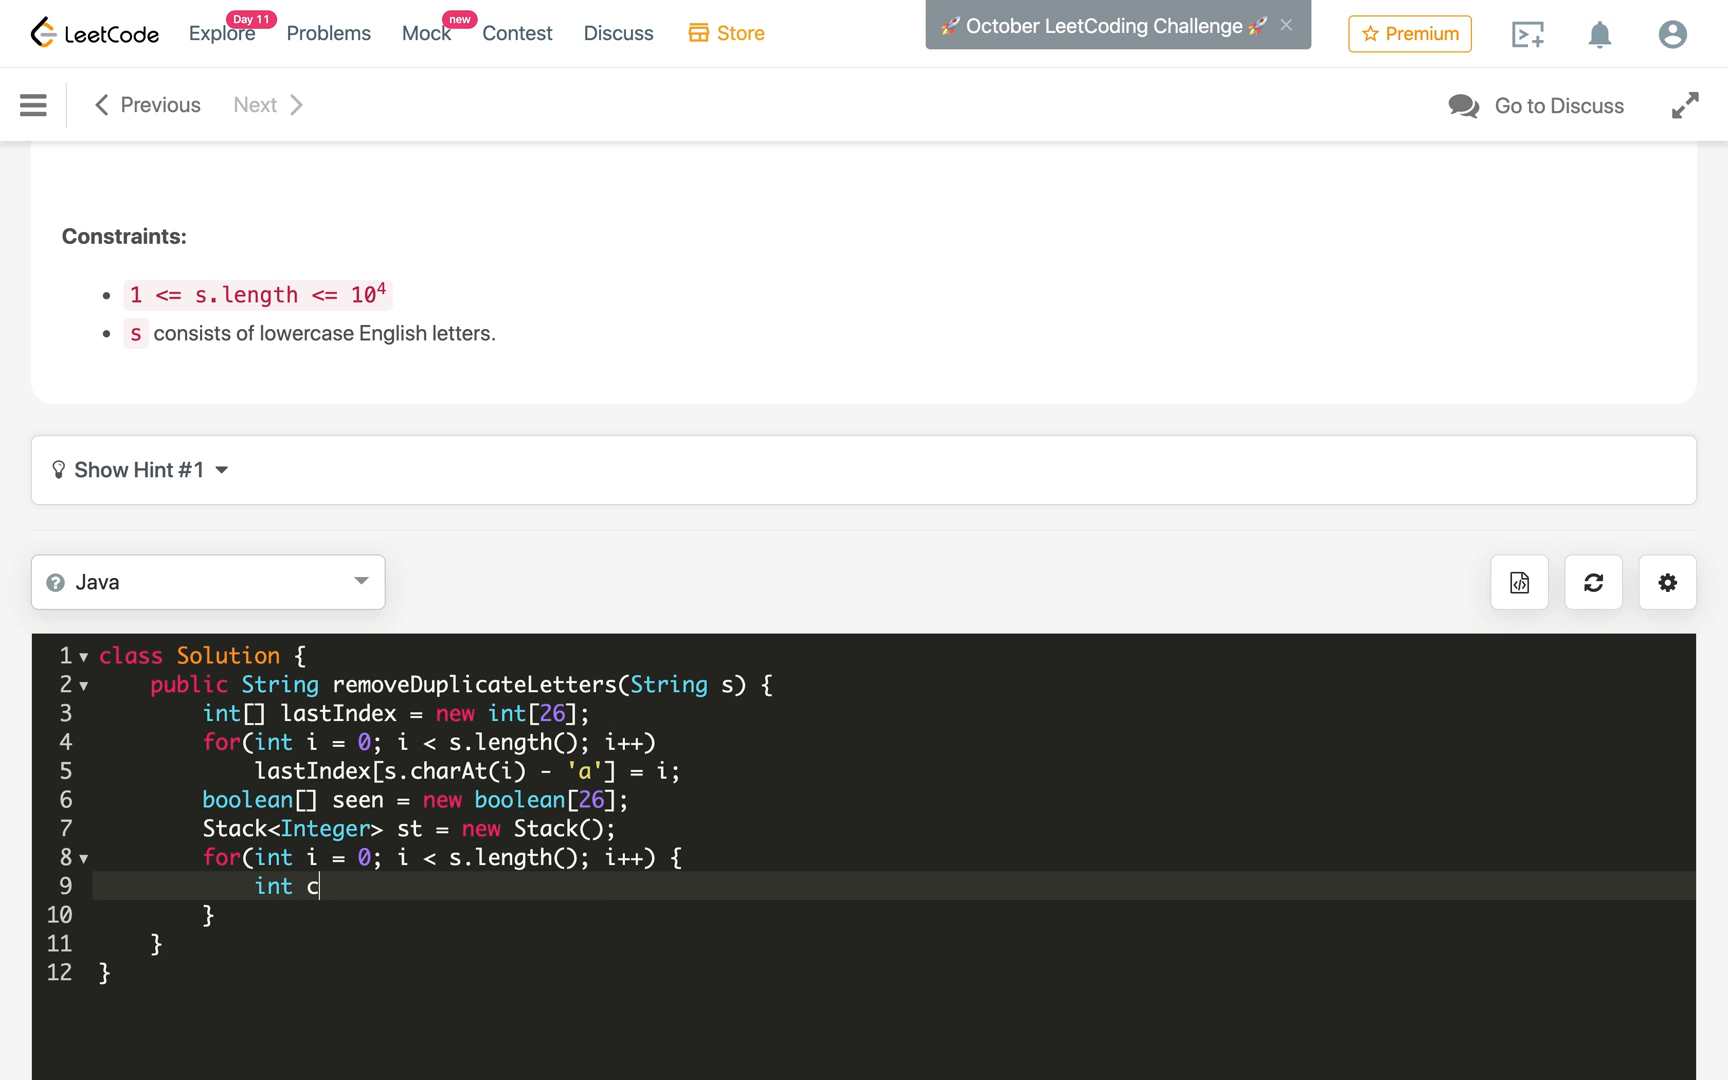 LeetCode Explore Day 11 Problems Mock new Contest Discuss Store 🚀 October LeetCoding Challenge 🚀 × Premium
Previous Next Go to Discuss
Constraints:
1 <= s.length <= 10⁴
s consists of lowercase English letters.
Show Hint #1
Java
1 class Solution {
2     public String removeDuplicateLetters(String s) {
3         int[] lastIndex = new int[26];
4         for(int i = 0; i < s.length(); i++)
5             lastIndex[s.charAt(i) - 'a'] = i;
6         boolean[] seen = new boolean[26];
7         Stack<Integer> st = new Stack();
8         for(int i = 0; i < s.length(); i++) {
9             int c
10         }
11     }
12 }